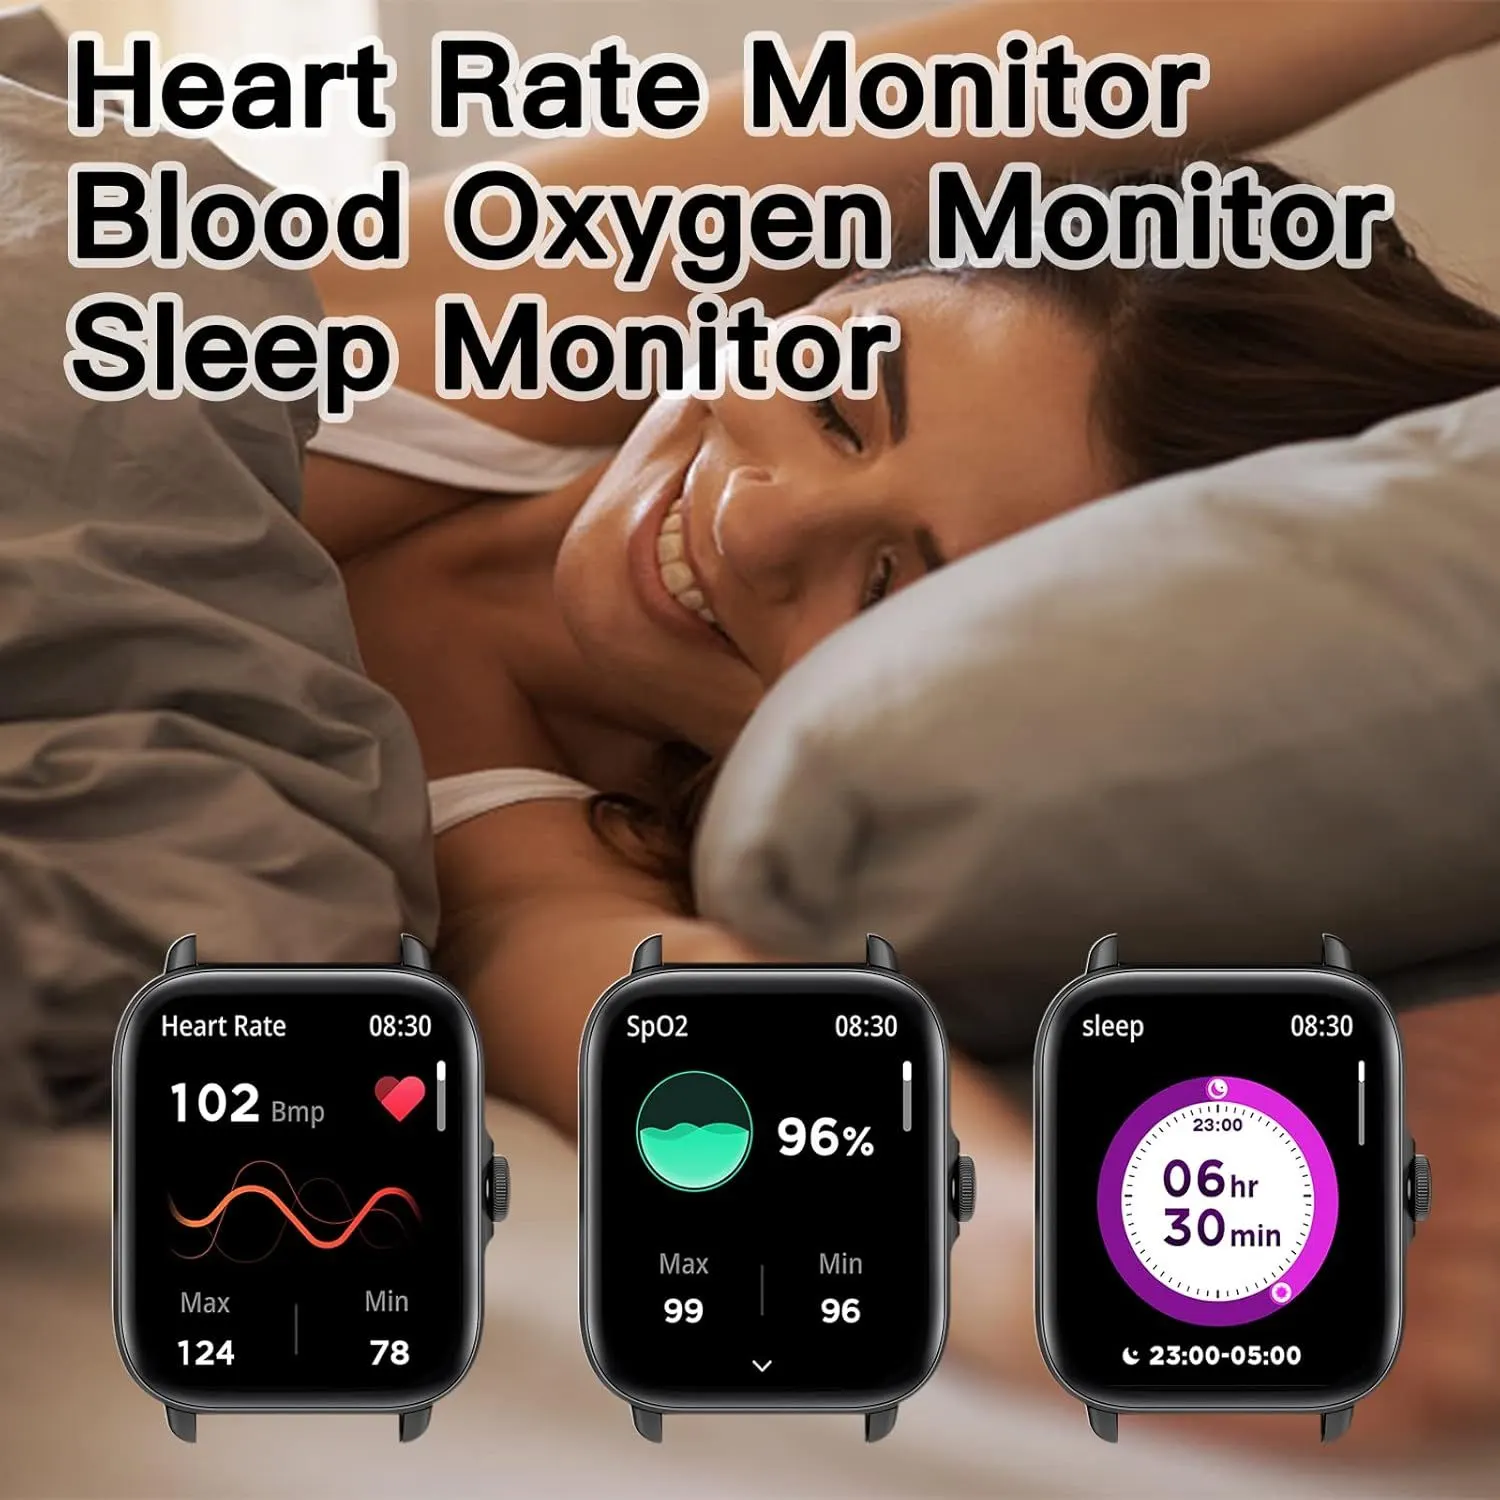 Heart Rate Monitor
Blood Oxygen Monitor
Sleep Monitor
Heart Rate 08:30
102 Bmp
Max Min
124 78
SpO2 08:30
96%
Max Min
99 96
sleep 08:30
23:00
06hr
30min
23:00-05:00